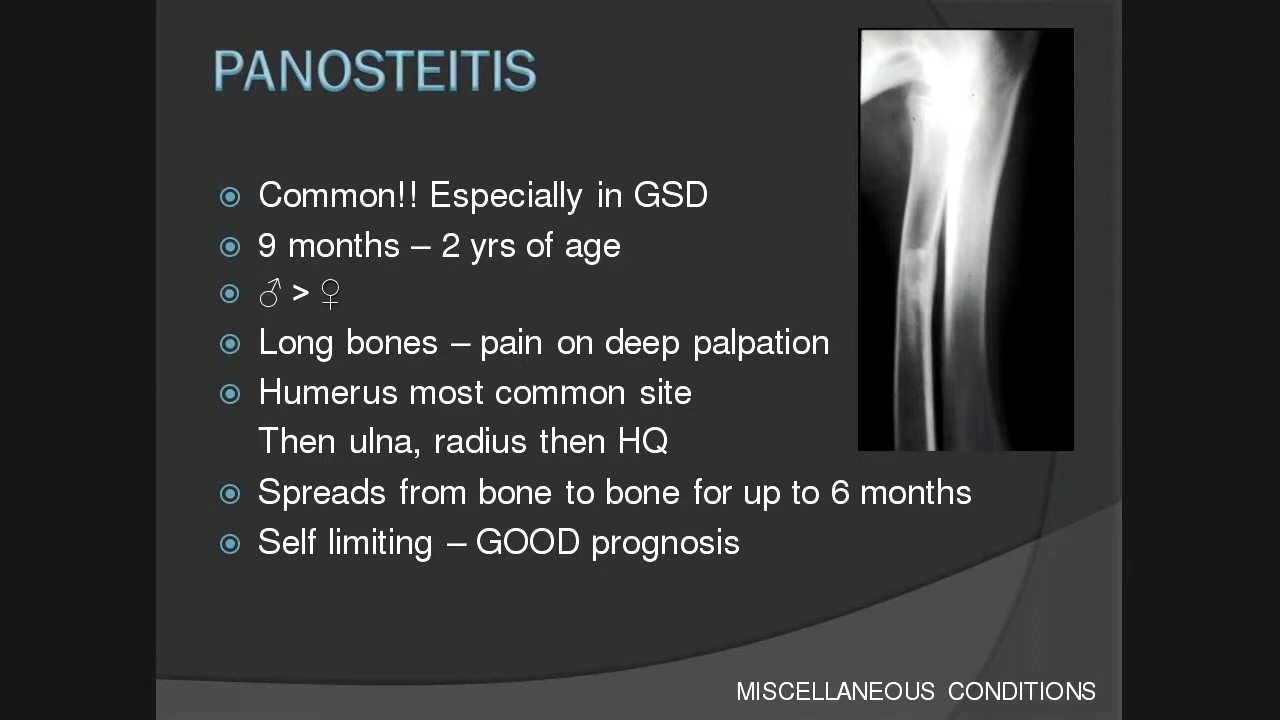 PANOSTEITIS
Common!! Especially in GSD
9 months – 2 yrs of age
♂ > ♀
Long bones – pain on deep palpation
Humerus most common site
Then ulna, radius then HQ
Spreads from bone to bone for up to 6 months
Self limiting – GOOD prognosis
MISCELLANEOUS CONDITIONS